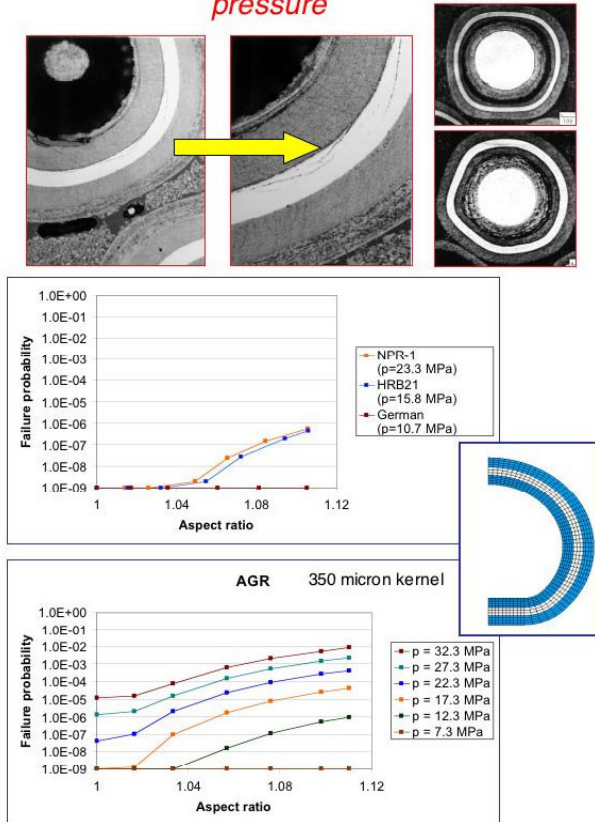 pressure
1.0E+00
1.0E-01
1.0E-02
1.0E-03
1.0E-04
1.0E-05
1.0E-06
1.0E-07
1.0E-08
1.0E-09
Failure probability
1 1.04 1.08 1.12
Aspect ratio
NPR-1
(p=23.3 MPa)
HRB21
(p=15.8 MPa)
German
(p=10.7 MPa)
AGR 350 micron kernel
1.0E+00
1.0E-01
1.0E-02
1.0E-03
1.0E-04
1.0E-05
1.0E-06
1.0E-07
1.0E-08
1.0E-09
Failure probability
1 1.04 1.08 1.12
Aspect ratio
p = 32.3 MPa
p = 27.3 MPa
p = 22.3 MPa
p = 17.3 MPa
p = 12.3 MPa
p = 7.3 MPa